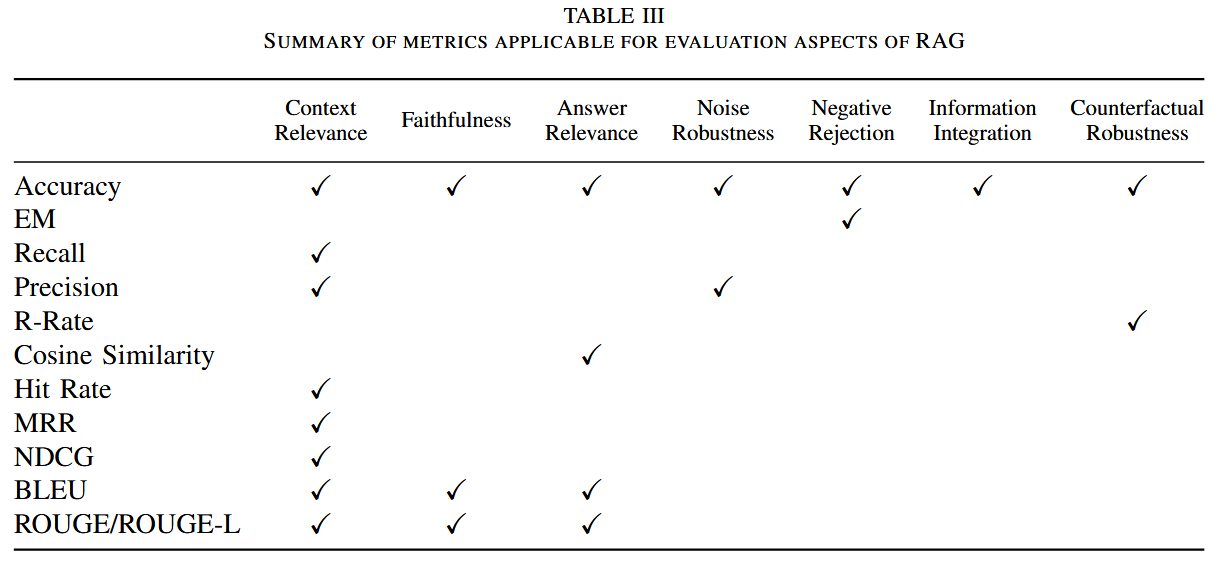 TABLE III
SUMMARY OF METRICS APPLICABLE FOR EVALUATION ASPECTS OF RAG
Context Relevance Faithfulness Answer Relevance Noise Robustness Negative Rejection Information Integration Counterfactual Robustness
Accuracy ✓ ✓ ✓ ✓ ✓ ✓ ✓
EM ✓
Recall ✓
Precision ✓ ✓
R-Rate ✓
Cosine Similarity ✓
Hit Rate ✓
MRR ✓
NDCG ✓
BLEU ✓ ✓ ✓
ROUGE/ROUGE-L ✓ ✓ ✓